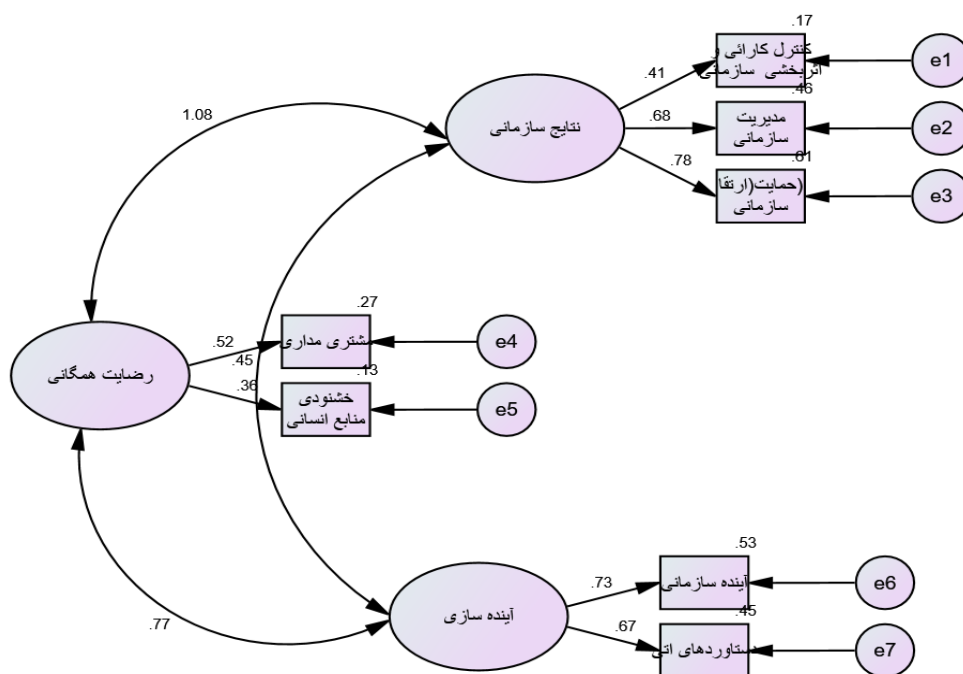 .17
کنترل کارائی و
اثربخشی سازمانی
e1
.41
1.08
.46
نتایج سازمانی
.68
مدیریت
سازمانی
e2
.78
.61
(حمایت(ارتقا
سازمانی
e3
.27
.52
مشتری مداری
e4
.45
رضایت همگانی
.36
.13
خشنودی
منابع انسانی
e5
.53
.73
آینده سازمانی
e6
آینده سازی
.77
.67
.45
دستاوردهای اتی
e7